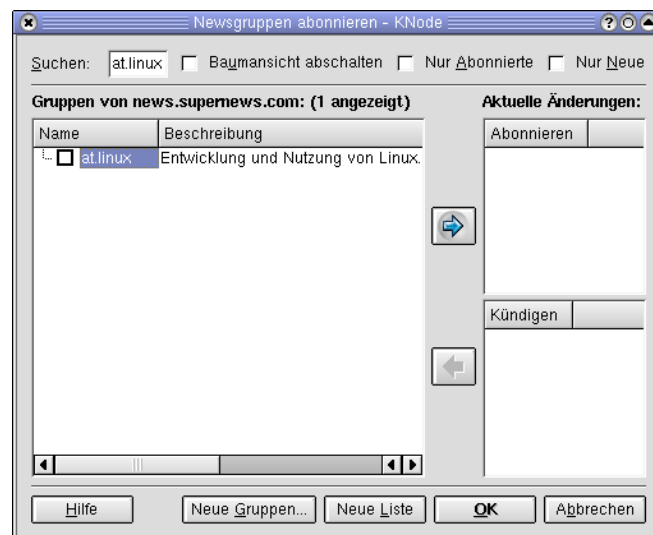 Newsgruppen abonnieren - KNode
Suchen: at.linux Baumansicht abschalten Nur Abonnierte Nur Neue
Gruppen von news.supernews.com: (1 angezeigt) Aktuelle Änderungen:
Name Beschreibung Abonnieren
at.linux Entwicklung und Nutzung von Linux.
Kündigen
Hilfe Neue Gruppen... Neue Liste OK Abbrechen